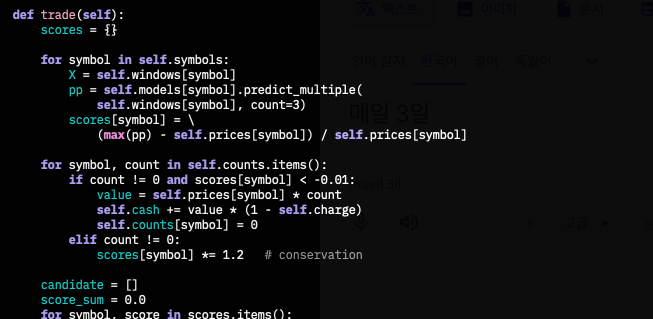 def trade(self):
    scores = {}

    for symbol in self.symbols:
        X = self.windows[symbol]
        pp = self.models[symbol].predict_multiple(
            self.windows[symbol], count=3)
        scores[symbol] = \
            (max(pp) - self.prices[symbol]) / self.prices[symbol]

    for symbol, count in self.counts.items():
        if count != 0 and scores[symbol] < -0.01:
            value = self.prices[symbol] * count
            self.cash += value * (1 - self.charge)
            self.counts[symbol] = 0
        elif count != 0:
            scores[symbol] *= 1.2   # conservation

    candidate = []
    score_sum = 0.0
    for symbol, score in scores.items():
텍스트 이미지 문서
언어 감지 한국어 영어 독일어
매일 3일
maeil 3il